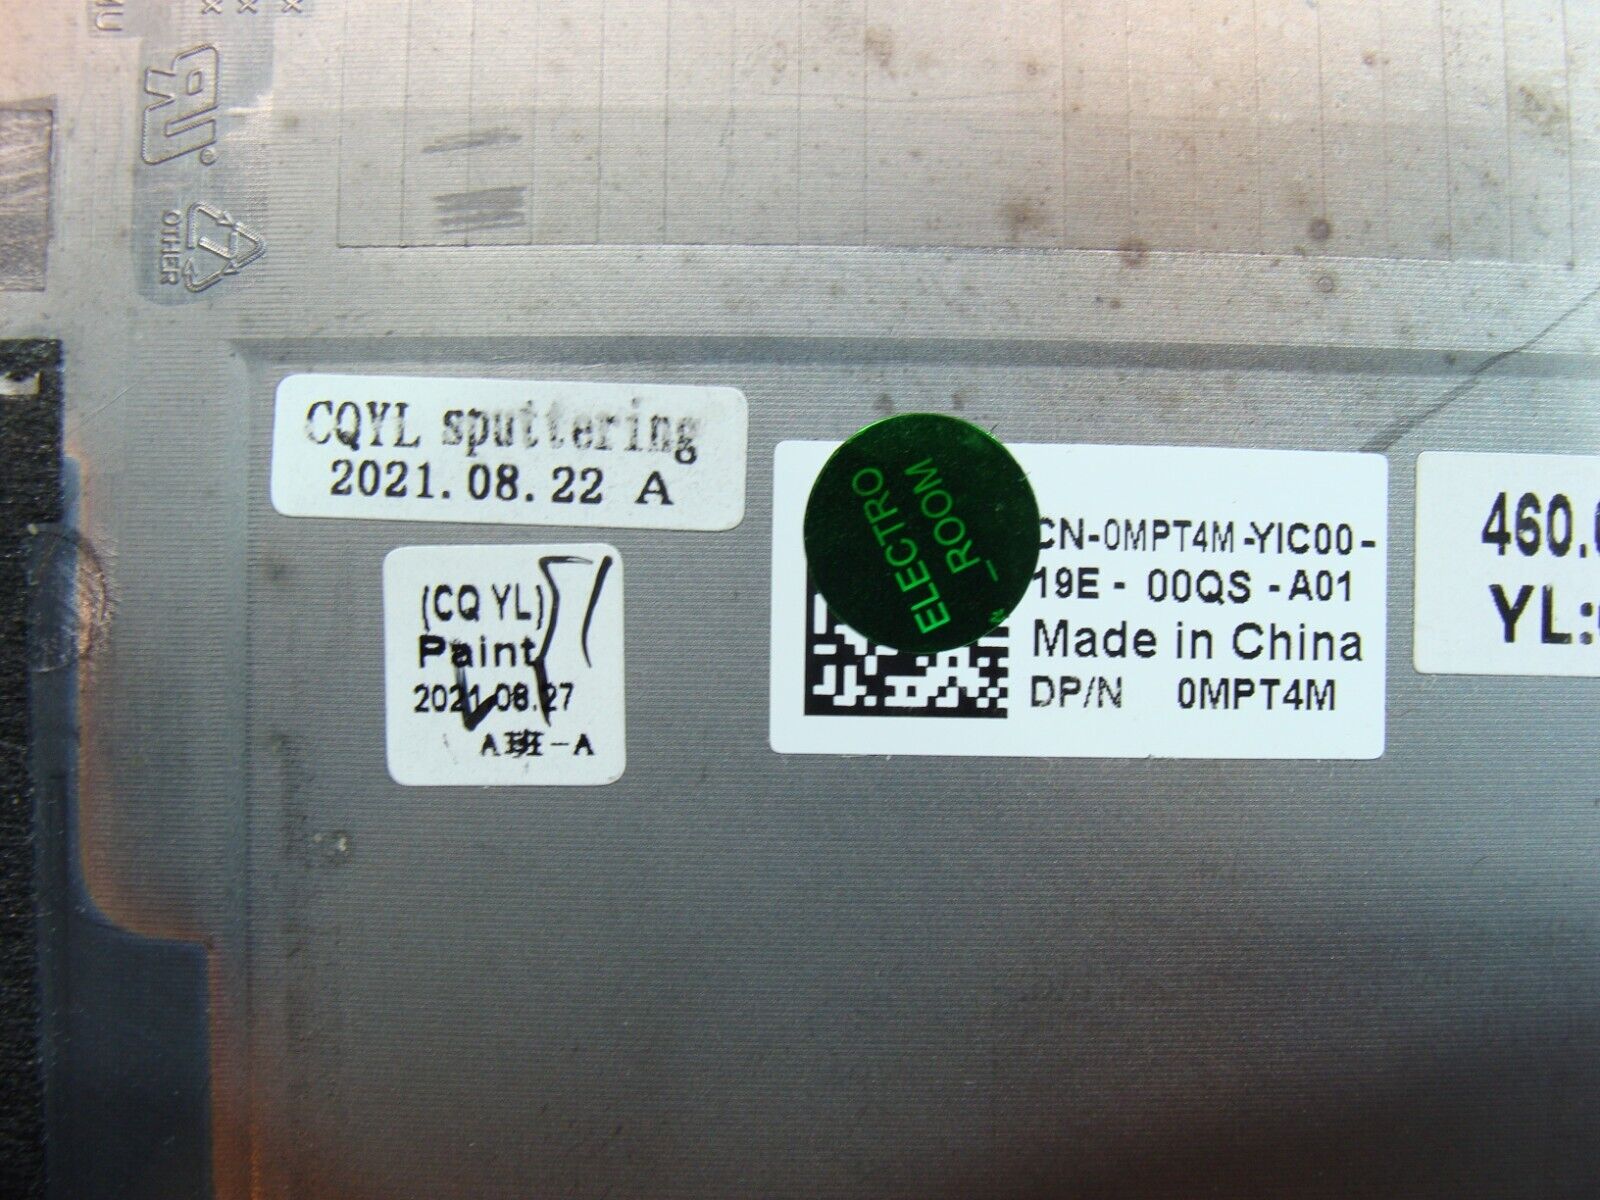 OTHER
CQYL sputtering
2021.08.22 A
(CQ YL)
Paint
2021.08.27
A班-A
ELECTRO
_ROOM
CN-0MPT4M-YIC00-
19E - 00QS - A01
Made in China
DP/N 0MPT4M
460.
YL: